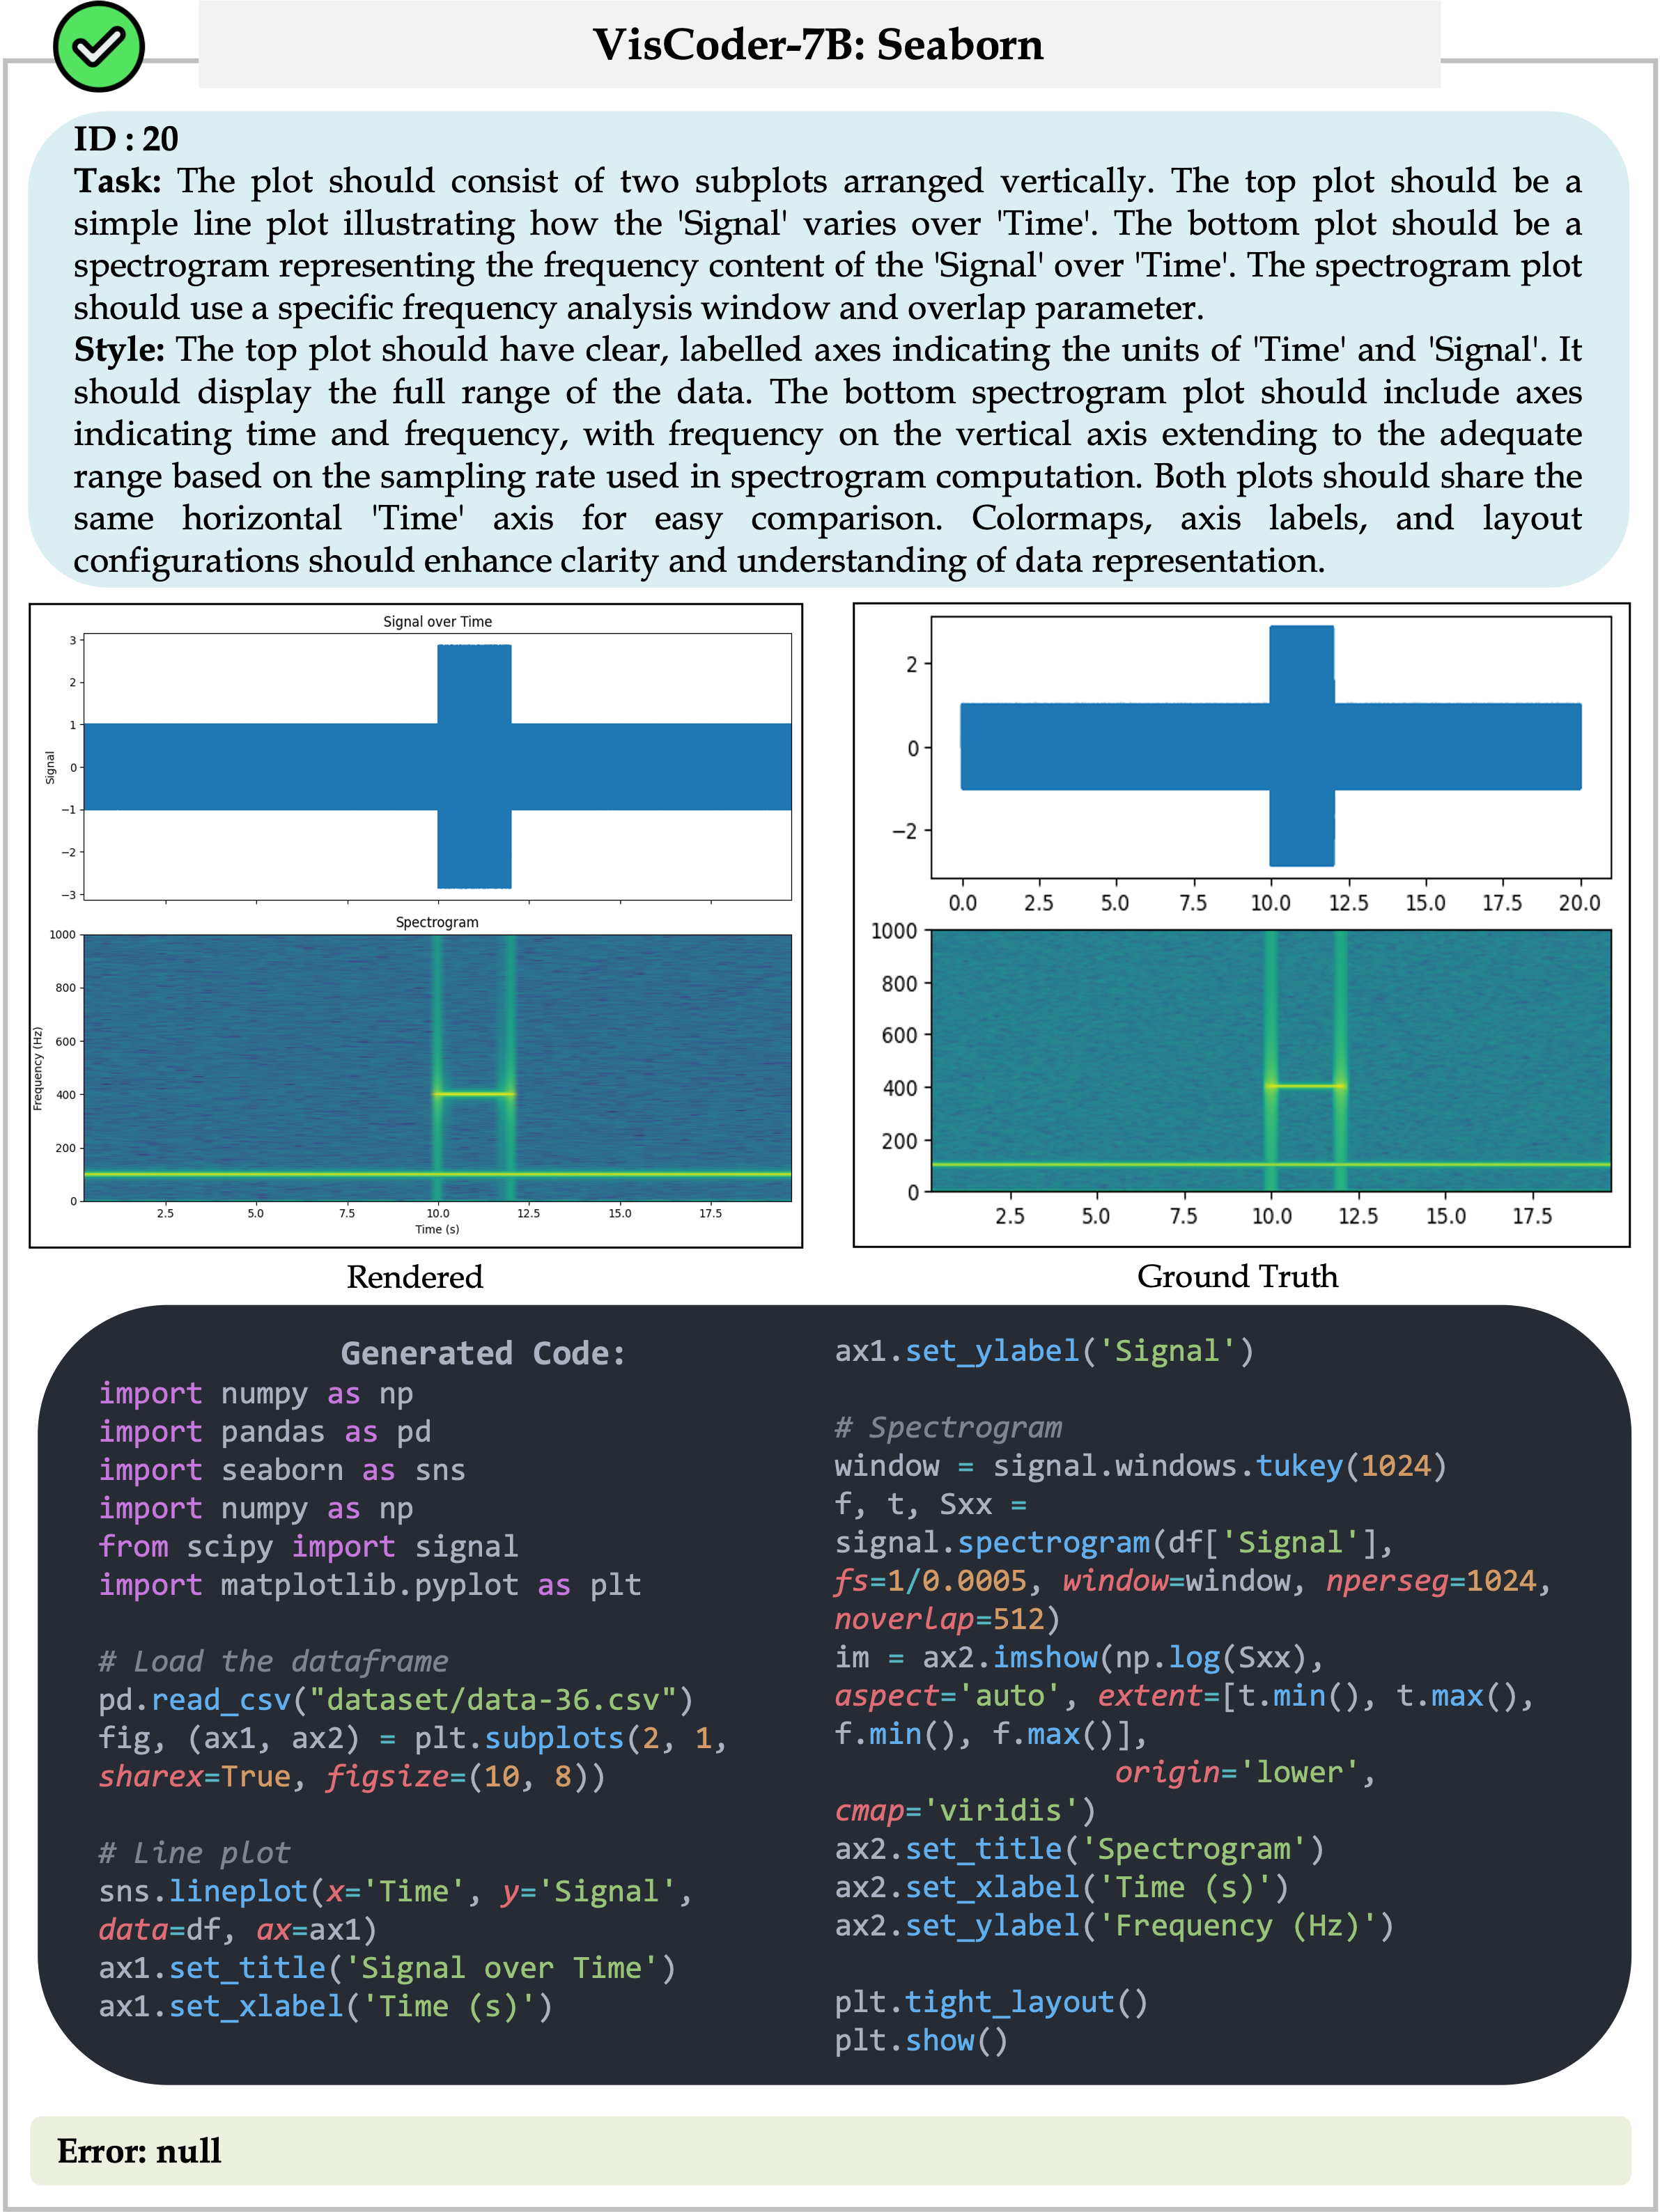 VisCoder-7B: Seaborn
ID : 20
Task: The plot should consist of two subplots arranged vertically. The top plot should be a
simple line plot illustrating how the 'Signal' varies over 'Time'. The bottom plot should be a
spectrogram representing the frequency content of the 'Signal' over 'Time'. The spectrogram plot
should use a specific frequency analysis window and overlap parameter.
Style: The top plot should have clear, labelled axes indicating the units of 'Time' and 'Signal'. It
should display the full range of the data. The bottom spectrogram plot should include axes
indicating time and frequency, with frequency on the vertical axis extending to the adequate
range based on the sampling rate used in spectrogram computation. Both plots should share the
same horizontal 'Time' axis for easy comparison. Colormaps, axis labels, and layout
configurations should enhance clarity and understanding of data representation.
Signal over Time
3
2
1
0
−1
−2
−3
Signal
Spectrogram
1000
800
600
400
200
0
Frequency (Hz)
2.5 5.0 7.5 10.0 12.5 15.0 17.5
Time (s)
Rendered
2
0
−2
0.0 2.5 5.0 7.5 10.0 12.5 15.0 17.5 20.0
1000
800
600
400
200
0
2.5 5.0 7.5 10.0 12.5 15.0 17.5
Ground Truth
Generated Code:
import numpy as np
import pandas as pd
import seaborn as sns
import numpy as np
from scipy import signal
import matplotlib.pyplot as plt
# Load the dataframe
pd.read_csv("dataset/data-36.csv")
fig, (ax1, ax2) = plt.subplots(2, 1,
sharex=True, figsize=(10, 8))
# Line plot
sns.lineplot(x='Time', y='Signal',
data=df, ax=ax1)
ax1.set_title('Signal over Time')
ax1.set_xlabel('Time (s)')
ax1.set_ylabel('Signal')
# Spectrogram
window = signal.windows.tukey(1024)
f, t, Sxx =
signal.spectrogram(df['Signal'],
fs=1/0.0005, window=window, nperseg=1024,
noverlap=512)
im = ax2.imshow(np.log(Sxx),
aspect='auto', extent=[t.min(), t.max(),
f.min(), f.max()],
origin='lower',
cmap='viridis')
ax2.set_title('Spectrogram')
ax2.set_xlabel('Time (s)')
ax2.set_ylabel('Frequency (Hz)')
plt.tight_layout()
plt.show()
Error: null